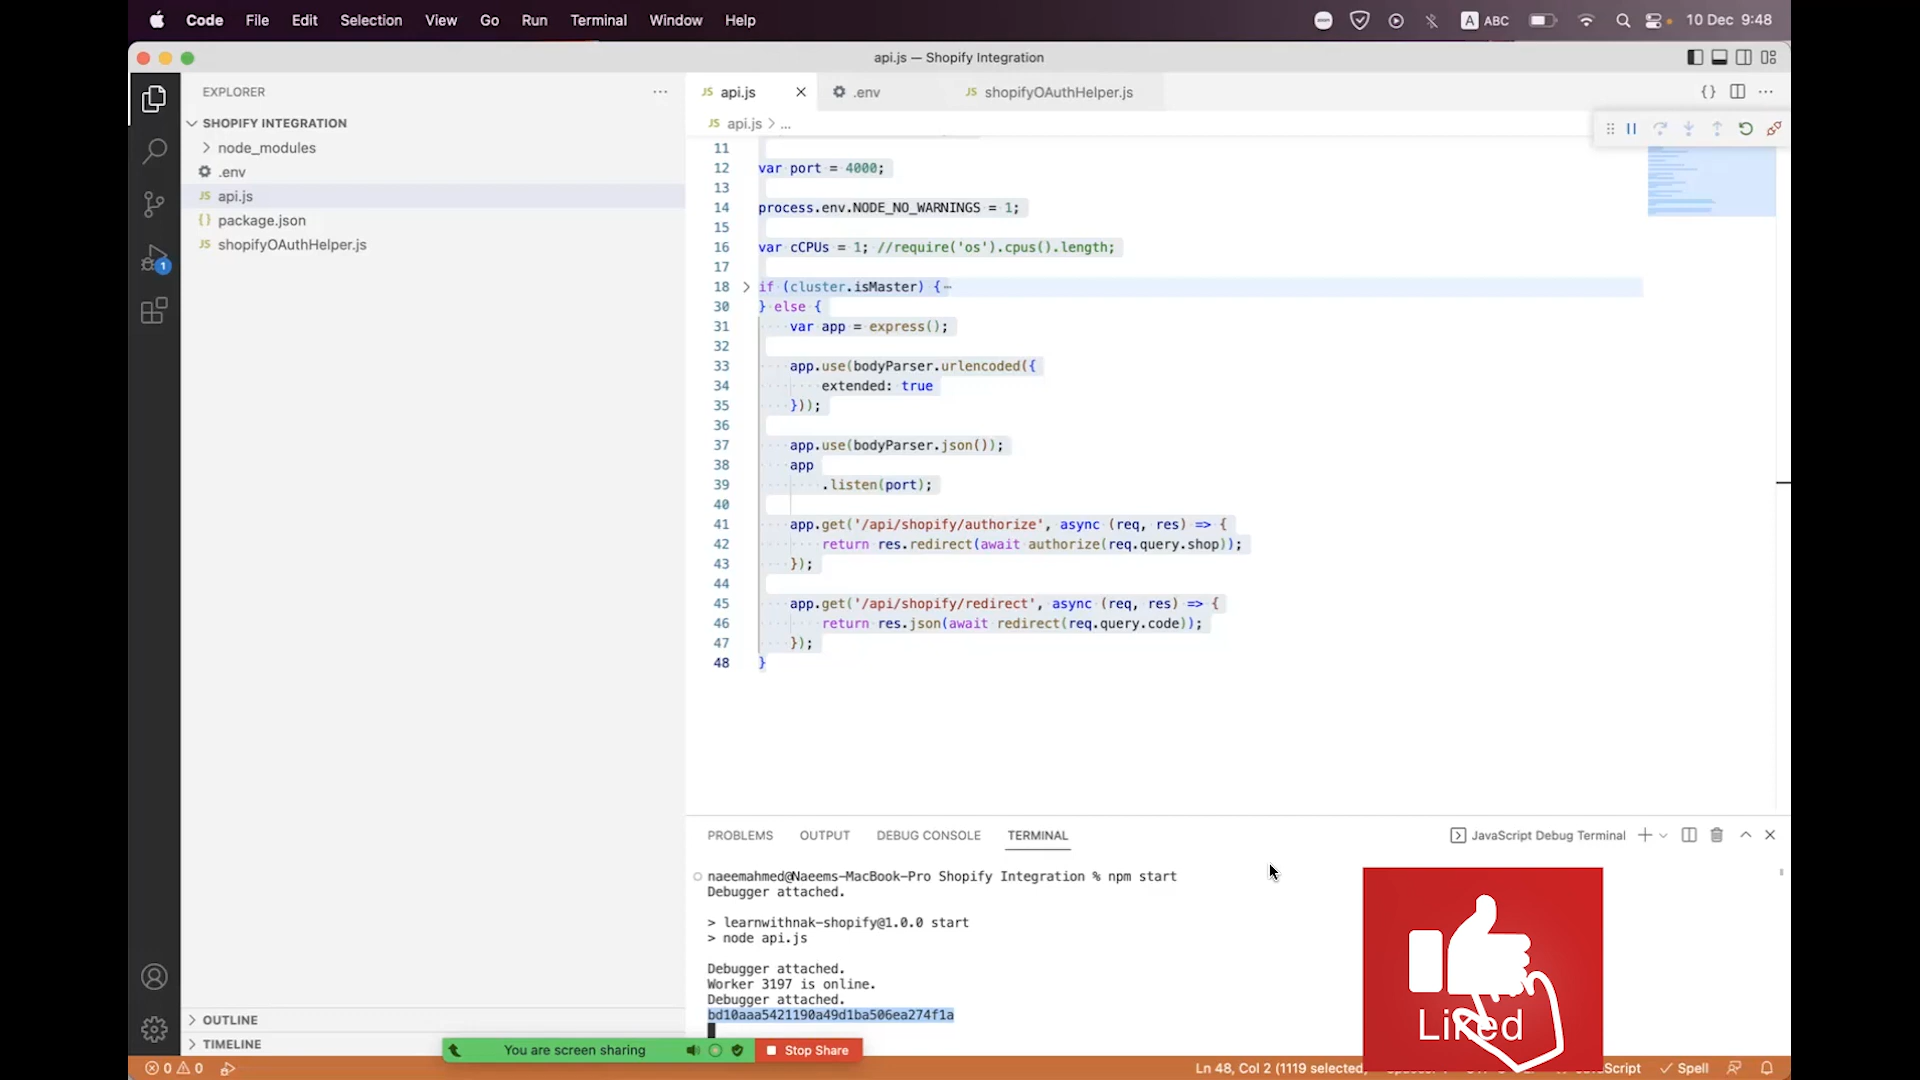 Code File Edit Selection View Go Run Terminal Window Help
A ABC 10 Dec 9:48
api.js — Shopify Integration
EXPLORER
SHOPIFY INTEGRATION
node_modules
.env
JS api.js
{} package.json
JS shopifyOAuthHelper.js
1
OUTLINE
TIMELINE
JS api.js
.env
JS shopifyOAuthHelper.js
JS api.js > ...
11
12 var port = 4000;
13
14 process.env.NODE_NO_WARNINGS = 1;
15
16 var cCPUs = 1; //require('os').cpus().length;
17
18 if (cluster.isMaster) {⋯
30 } else {
31 var app = express();
32
33 app.use(bodyParser.urlencoded({
34 extended: true
35 }));
36
37 app.use(bodyParser.json());
38 app
39 .listen(port);
40
41 app.get('/api/shopify/authorize', async (req, res) => {
42 return res.redirect(await authorize(req.query.shop));
43 });
44
45 app.get('/api/shopify/redirect', async (req, res) => {
46 return res.json(await redirect(req.query.code));
47 });
48 }
PROBLEMS OUTPUT DEBUG CONSOLE TERMINAL
JavaScript Debug Terminal
naeemahmed@Naeems-MacBook-Pro Shopify Integration % npm start
Debugger attached.
> learnwithnak-shopify@1.0.0 start
> node api.js
Debugger attached.
Worker 3197 is online.
Debugger attached.
bd10aaa5421190a49d1ba506ea274f1a
Liked
You are screen sharing
Stop Share
0 0
Ln 48, Col 2 (1119 selected)
Spell